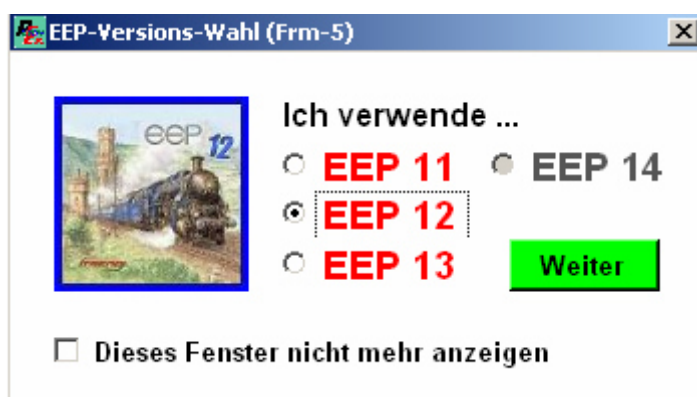 EEP-Versions-Wahl (Frm-5)
eep 12
Ich verwende ...
EEP 11 EEP 14
EEP 12
EEP 13
Weiter
Dieses Fenster nicht mehr anzeigen